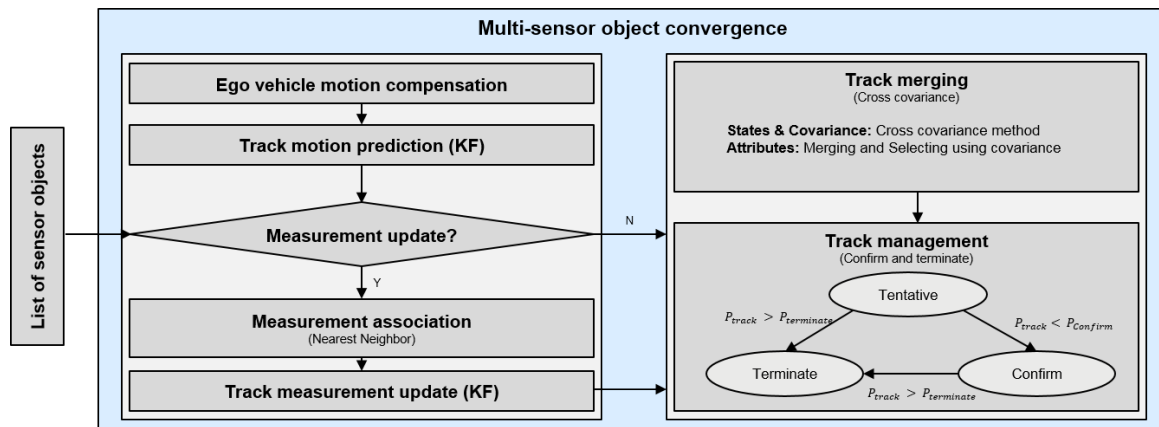 Multi-sensor object convergence
List of sensor objects
Ego vehicle motion compensation
Track motion prediction (KF)
Measurement update?
N
Y
Measurement association
(Nearest Neighbor)
Track measurement update (KF)
Track merging
(Cross covariance)
States & Covariance: Cross covariance method
Attributes: Merging and Selecting using covariance
Track management
(Confirm and terminate)
Tentative
P_track > P_terminate
P_track < P_Confirm
Terminate
Confirm
P_track > P_terminate